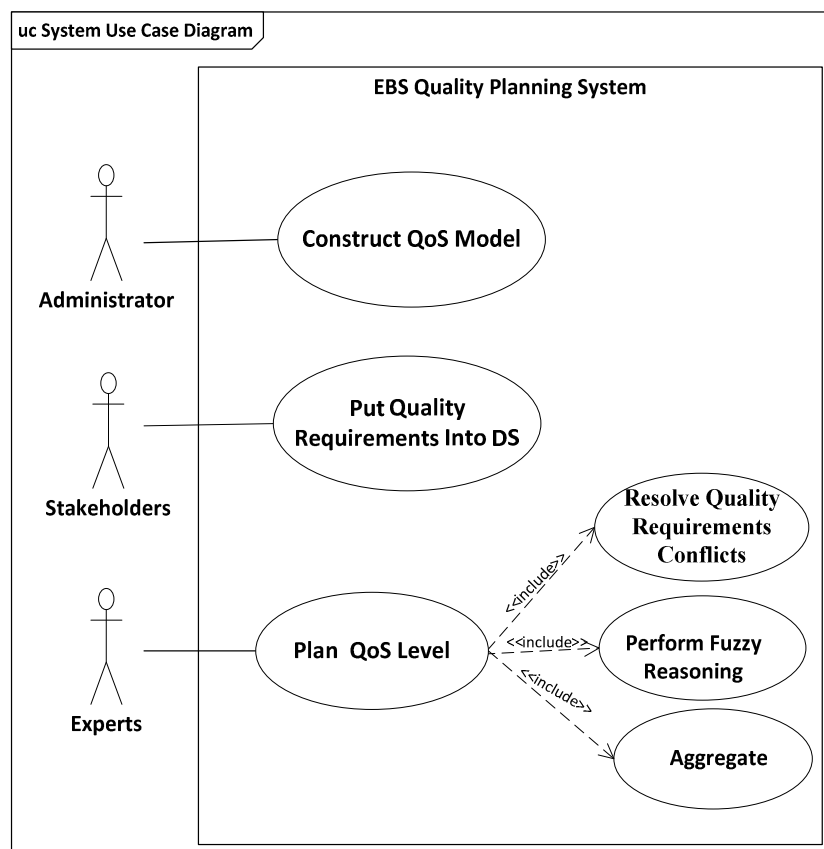 uc System Use Case Diagram
EBS Quality Planning System
Construct QoS Model
Administrator
Put Quality
Requirements Into DS
Stakeholders
Resolve Quality
Requirements
Conflicts
<<include>>
Plan QoS Level
<<include>>
Perform Fuzzy
Reasoning
<<include>>
Experts
Aggregate